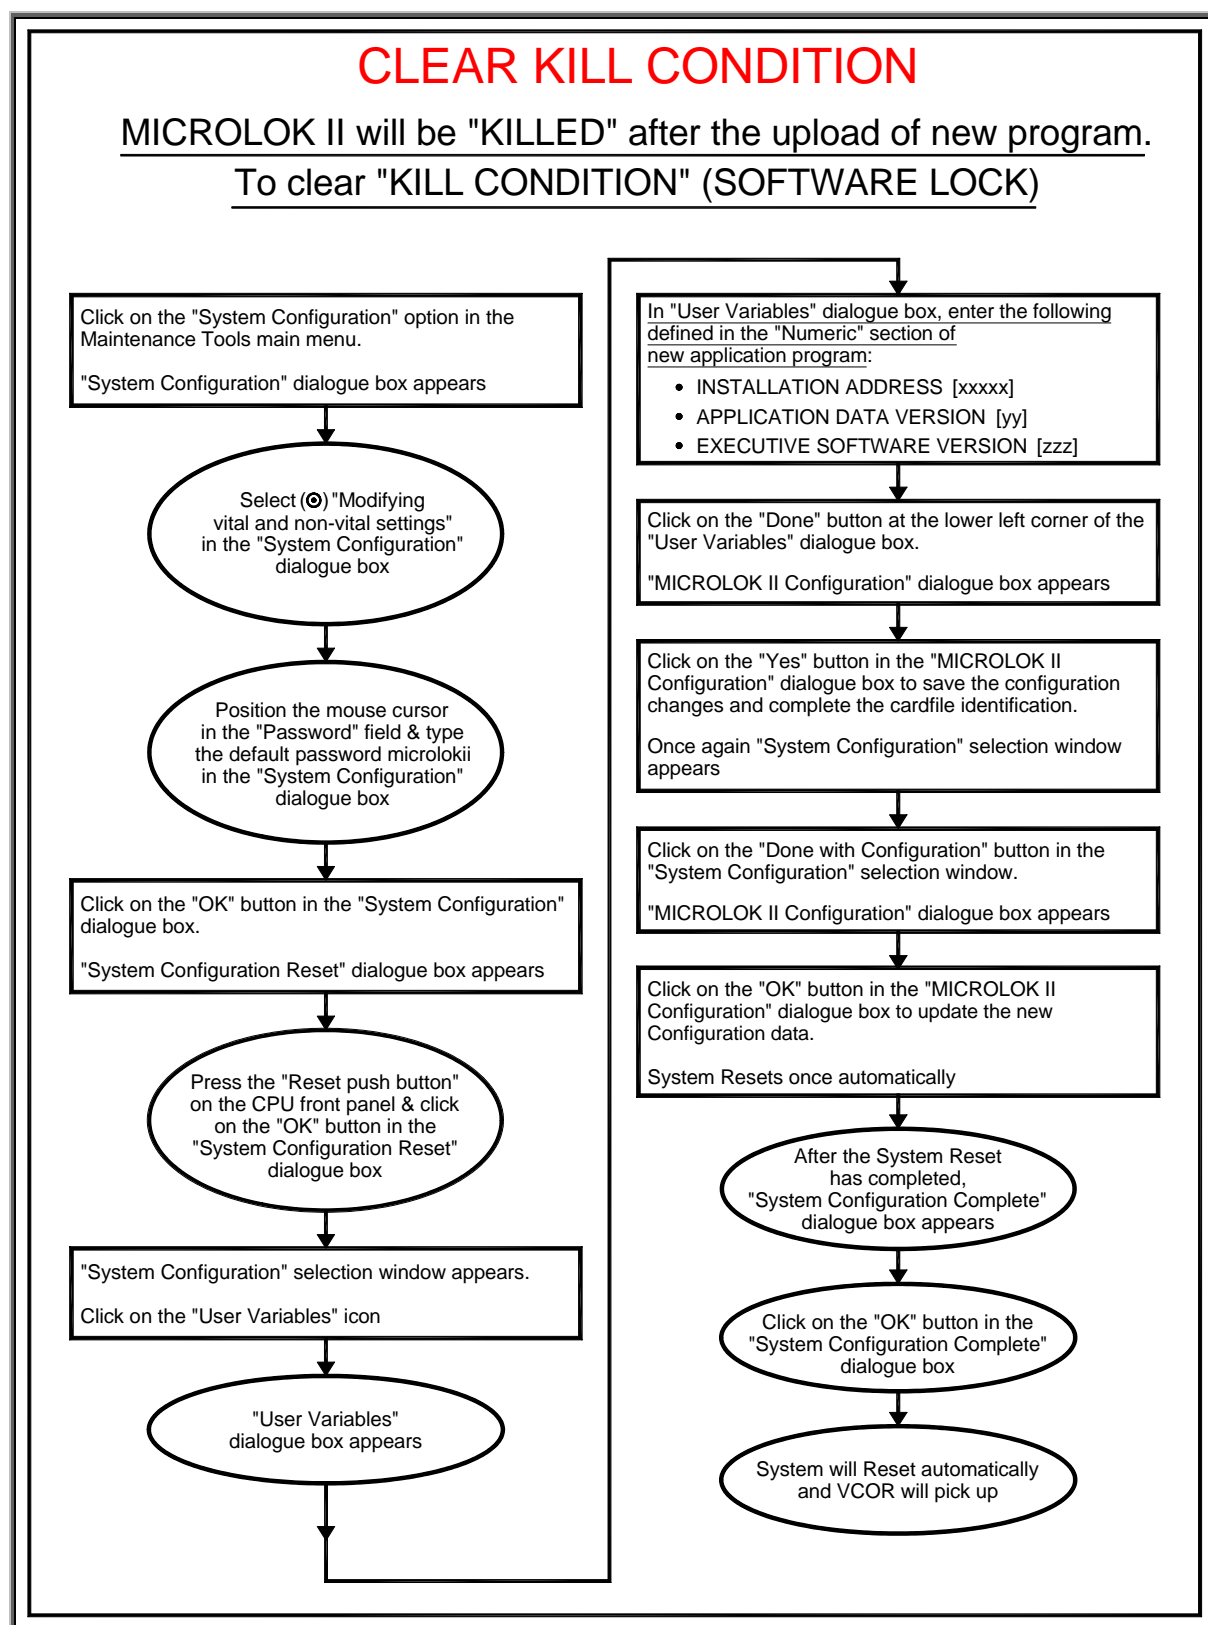 CLEAR KILL CONDITION
MICROLOK II will be "KILLED" after the upload of new program.
To clear "KILL CONDITION" (SOFTWARE LOCK)
Click on the "System Configuration" option in the
Maintenance Tools main menu.
"System Configuration" dialogue box appears
Select (◉) "Modifying
vital and non-vital settings"
in the "System Configuration"
dialogue box
Position the mouse cursor
in the "Password" field & type
the default password microlokii
in the "System Configuration"
dialogue box
Click on the "OK" button in the "System Configuration"
dialogue box.
"System Configuration Reset" dialogue box appears
Press the "Reset push button"
on the CPU front panel & click
on the "OK" button in the
"System Configuration Reset"
dialogue box
"System Configuration" selection window appears.
Click on the "User Variables" icon
"User Variables"
dialogue box appears
In "User Variables" dialogue box, enter the following
defined in the "Numeric" section of
new application program:
• INSTALLATION ADDRESS [xxxxx]
• APPLICATION DATA VERSION [yy]
• EXECUTIVE SOFTWARE VERSION [zzz]
Click on the "Done" button at the lower left corner of the
"User Variables" dialogue box.
"MICROLOK II Configuration" dialogue box appears
Click on the "Yes" button in the "MICROLOK II
Configuration" dialogue box to save the configuration
changes and complete the cardfile identification.
Once again "System Configuration" selection window
appears
Click on the "Done with Configuration" button in the
"System Configuration" selection window.
"MICROLOK II Configuration" dialogue box appears
Click on the "OK" button in the "MICROLOK II
Configuration" dialogue box to update the new
Configuration data.
System Resets once automatically
After the System Reset
has completed,
"System Configuration Complete"
dialogue box appears
Click on the "OK" button in the
"System Configuration Complete"
dialogue box
System will Reset automatically
and VCOR will pick up